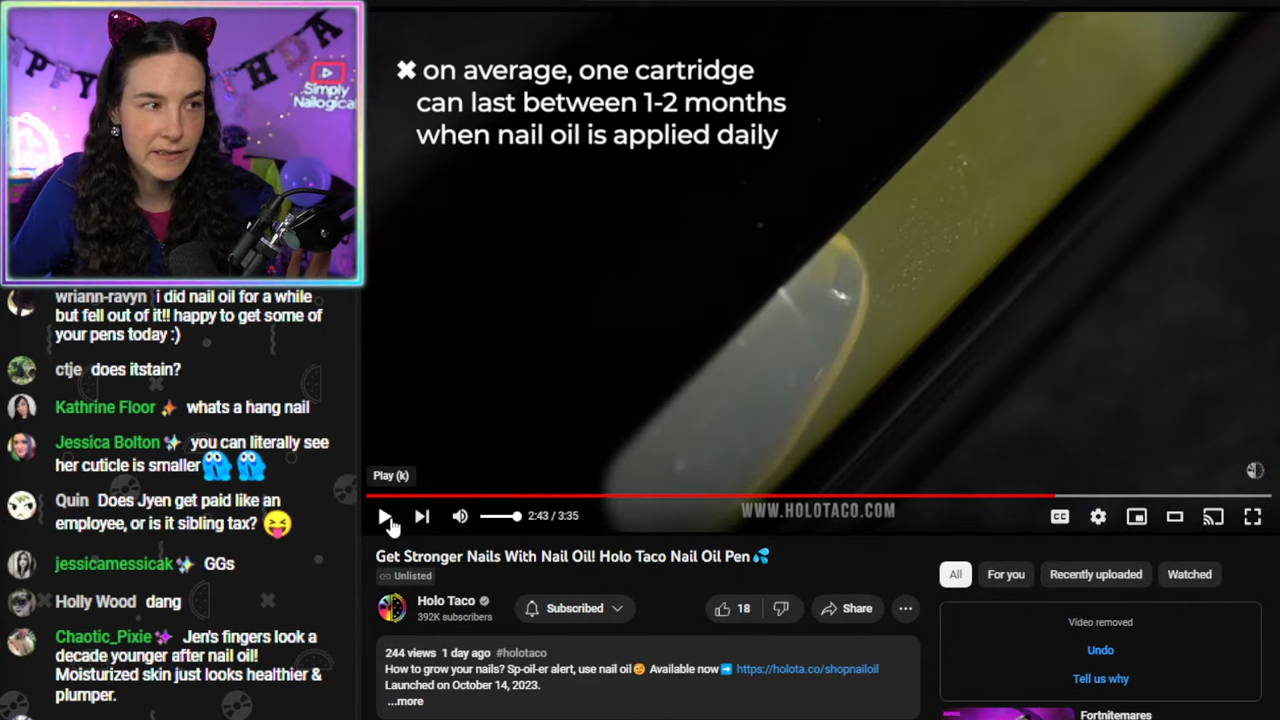 Simply
Nailogical
wriann-ravyn i did nail oil for a while
but fell out of it!! happy to get some of
your pens today :)
ctje does itstain?
Kathrine Floor whats a hang nail
Jessica Bolton you can literally see
her cuticle is smaller
Quin Does Jyen get paid like an
employee, or is it sibling tax?
jessicamessicak GGs
Holly Wood dang
Chaotic_Pixie Jen's fingers look a
decade younger after nail oil!
Moisturized skin just looks healthier &
plumper.
✖ on average, one cartridge
can last between 1-2 months
when nail oil is applied daily
Play (k)
WWW.HOLOTACO.COM
2:43 / 3:35
CC
Get Stronger Nails With Nail Oil! Holo Taco Nail Oil Pen
Unlisted
Holo Taco
392K subscribers
Subscribed
18
Share
244 views 1 day ago #holotaco
How to grow your nails? Sp-oil-er alert, use nail oil Available now https://holota.co/shopnailoil
Launched on October 14, 2023.
...more
All
For you
Recently uploaded
Watched
Video removed
Undo
Tell us why
Fortnitemares